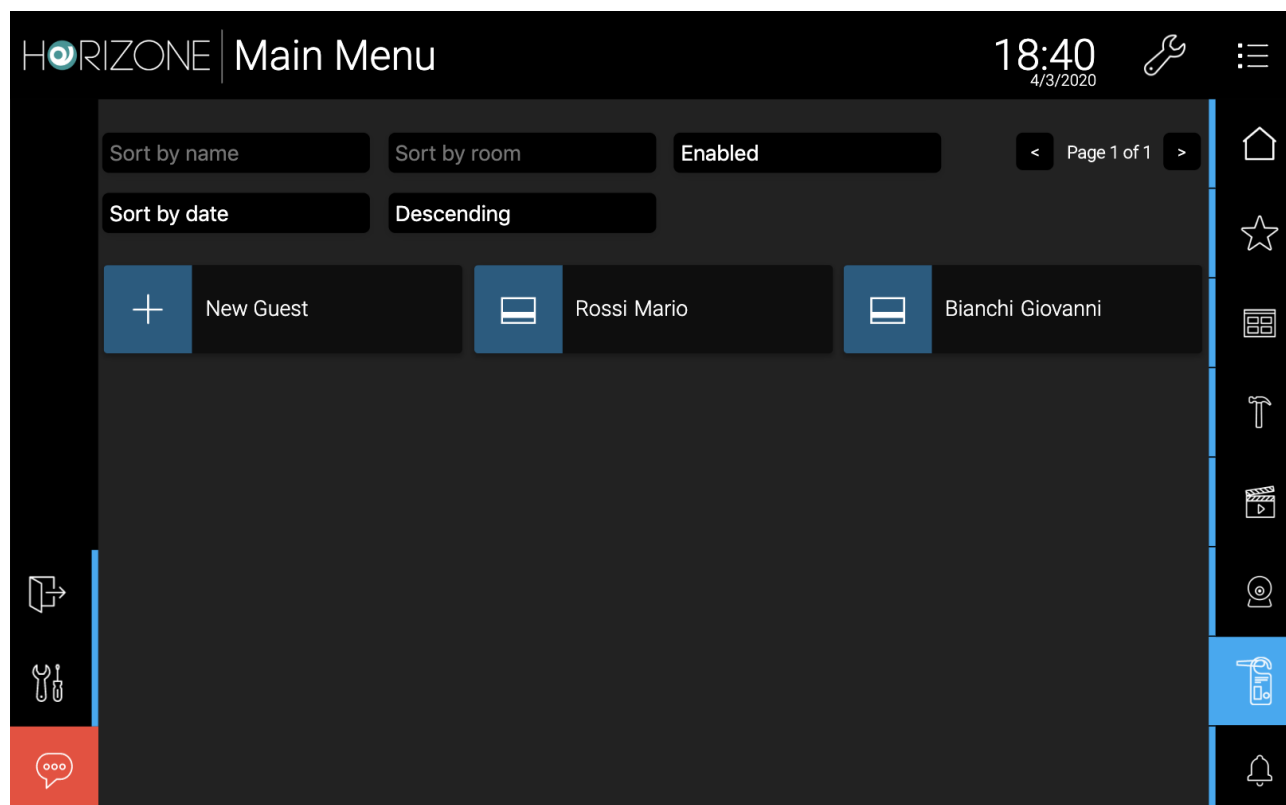 HORIZONE Main Menu 18:40
4/3/2020
Sort by name Sort by room Enabled < Page 1 of 1 >
Sort by date Descending
New Guest Rossi Mario Bianchi Giovanni